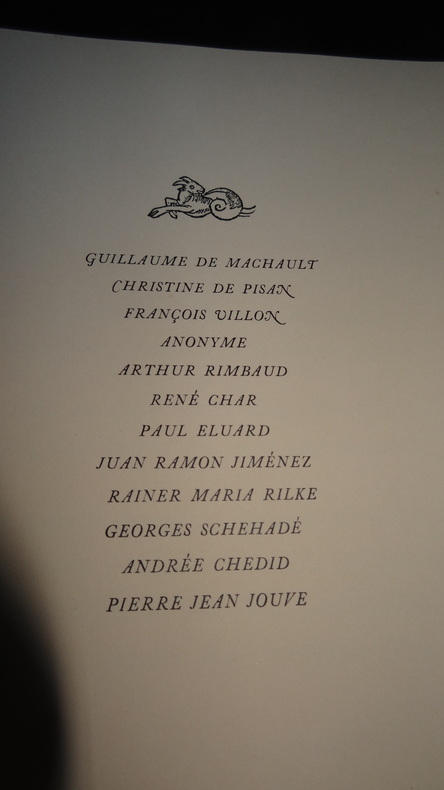 GUILLAUME DE MACHAULT
CHRISTINE DE PISAN
FRANÇOIS VILLON
ANONYME
ARTHUR RIMBAUD
RENÉ CHAR
PAUL ELUARD
JUAN RAMON JIMÉNEZ
RAINER MARIA RILKE
GEORGES SCHEHADÉ
ANDRÉE CHEDID
PIERRE JEAN JOUVE